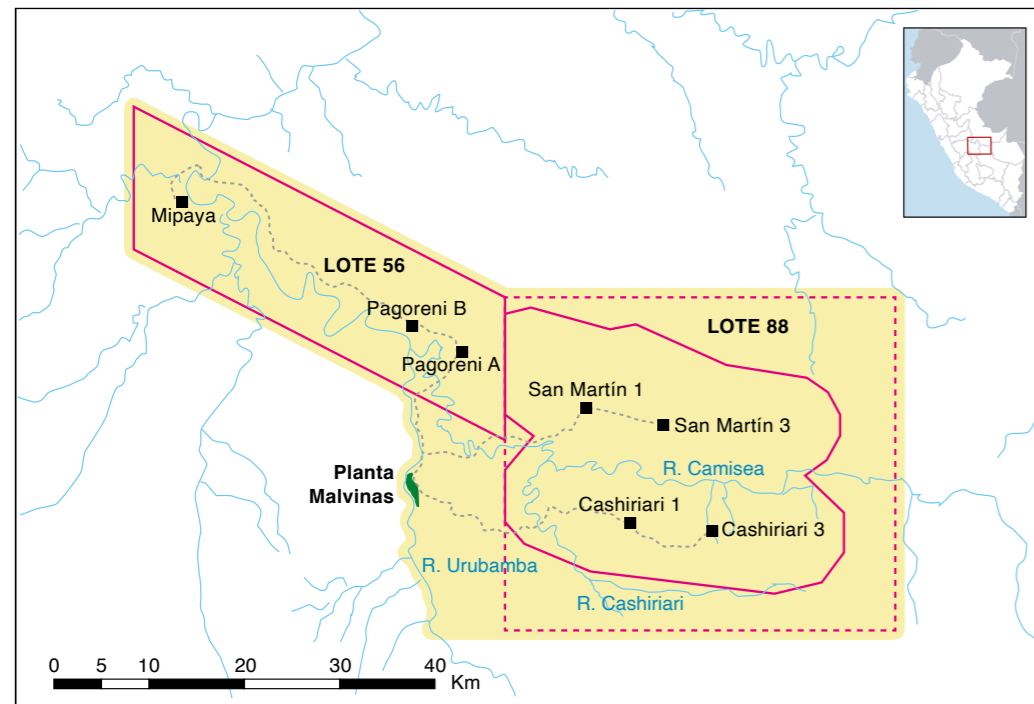 Mipaya
LOTE 56
Pagoreni B
Pagoreni A
LOTE 88
San Martín 1
San Martín 3
R. Camisea
Planta
Malvinas
Cashiriari 1
Cashiriari 3
R. Urubamba
R. Cashiriari
0 5 10 20 30 40
Km